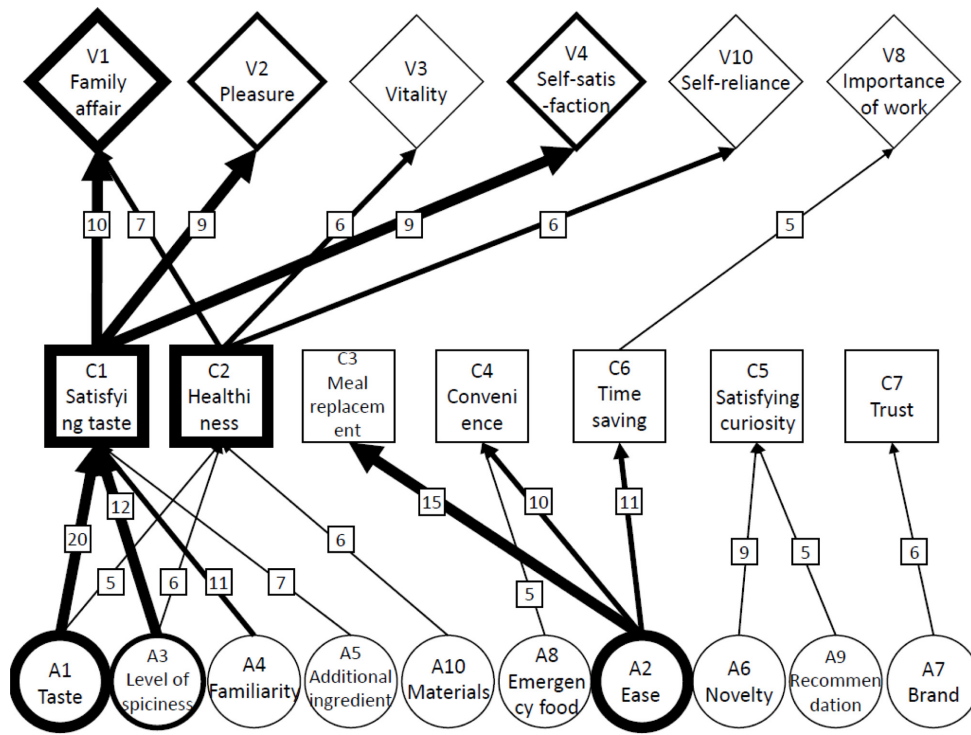 V1
Family
affair
V2
Pleasure
V3
Vitality
V4
Self-satis
-faction
V10
Self-reliance
V8
Importance
of work
10
7
9
6
9
6
5
C1
Satisfyi
ng taste
C2
Healthi
ness
C3
Meal
replacem
ent
C4
Conveni
ence
C6
Time
saving
C5
Satisfying
curiosity
C7
Trust
20
12
5
6
11
7
6
15
10
5
11
9
5
6
A1
Taste
A3
Level of
spiciness
A4
Familiarity
A5
Additional
ingredient
A10
Materials
A8
Emergen
cy food
A2
Ease
A6
Novelty
A9
Recommen
dation
A7
Brand